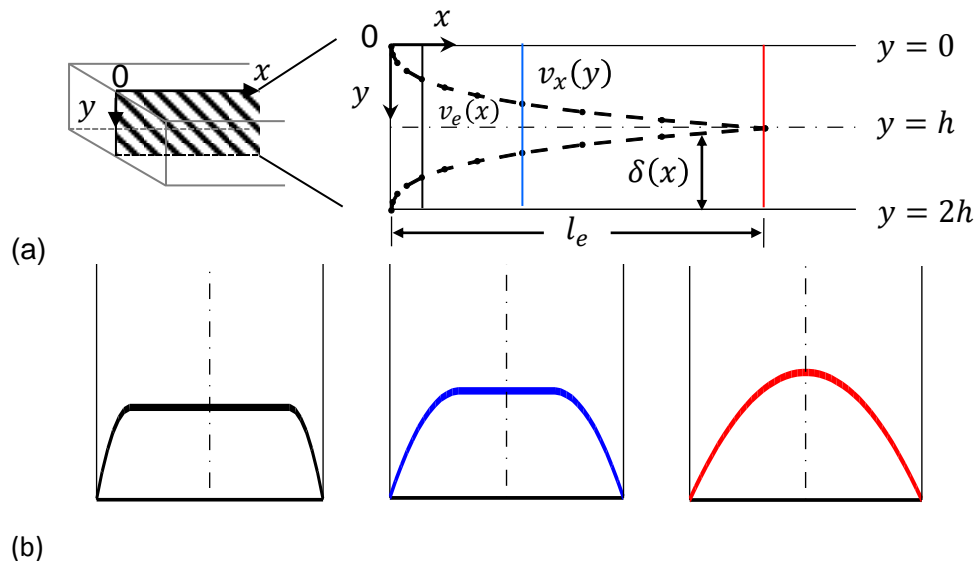 0
x
y
0
x
y
v_e(x)
v_x(y)
δ(x)
l_e
y = 0
y = h
y = 2h
(a)
(b)